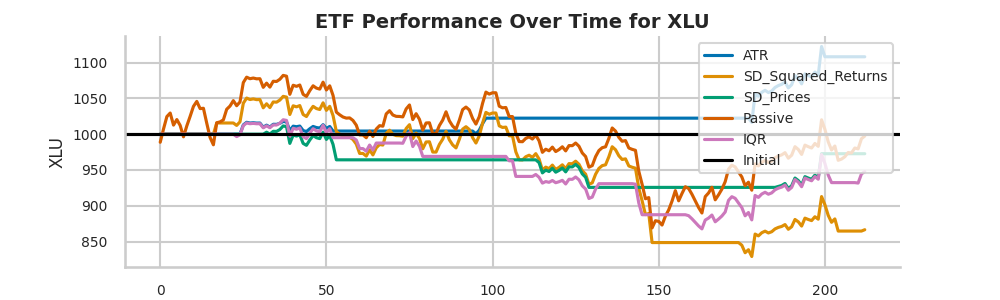 ETF Performance Over Time for XLU
XLU
1100
1050
1000
950
900
850
0
50
100
150
200
ATR
SD_Squared_Returns
SD_Prices
Passive
IQR
Initial